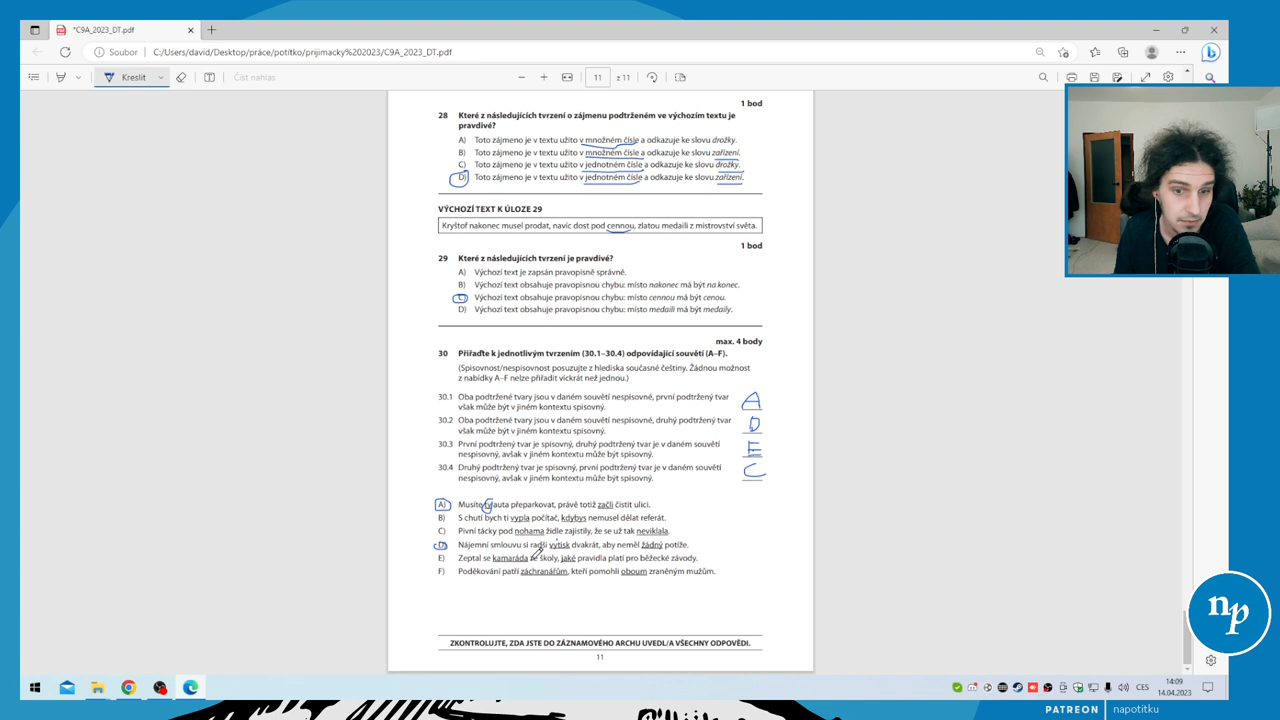 *C9A_2023_DT.pdf
Soubor C:/Users/david/Desktop/práce/potítko/prijimacky%202023/C9A_2023_DT.pdf
Kreslit Číst nahlas 11 z 11
1 bod
28 Které z následujících tvrzení o zájmenu podtrženém ve výchozím textu je
pravdivé?
A) Toto zájmeno je v textu užito v množném čísle a odkazuje ke slovu drožky.
B) Toto zájmeno je v textu užito v množném čísle a odkazuje ke slovu zařízení.
C) Toto zájmeno je v textu užito v jednotném čísle a odkazuje ke slovu drožky.
D) Toto zájmeno je v textu užito v jednotném čísle a odkazuje ke slovu zařízení.
VÝCHOZÍ TEXT K ÚLOZE 29
Kryštof nakonec musel prodat, navíc dost pod cennou, zlatou medaili z mistrovství světa.
1 bod
29 Které z následujících tvrzení je pravdivé?
A) Výchozí text je zapsán pravopisně správně.
B) Výchozí text obsahuje pravopisnou chybu: místo nakonec má být na konec.
C) Výchozí text obsahuje pravopisnou chybu: místo cennou má být cenou.
D) Výchozí text obsahuje pravopisnou chybu: místo medaili má být medaily.
max. 4 body
30 Přiřaďte k jednotlivým tvrzením (30.1–30.4) odpovídající souvětí (A–F).
(Spisovnost/nespisovnost posuzujte z hlediska současné češtiny. Žádnou možnost
z nabídky A–F nelze přiřadit víckrát než jednou.)
30.1 Oba podtržené tvary jsou v daném souvětí nespisovné, první podtržený tvar A
však může být v jiném kontextu spisovný.
30.2 Oba podtržené tvary jsou v daném souvětí nespisovné, druhý podtržený tvar D
však může být v jiném kontextu spisovný.
30.3 První podtržený tvar je spisovný, druhý podtržený tvar je v daném souvětí E
nespisovný, avšak v jiném kontextu může být spisovný.
30.4 Druhý podtržený tvar je spisovný, první podtržený tvar je v daném souvětí C
nespisovný, avšak v jiném kontextu může být spisovný.
A) Musíte ty auta přeparkovat, právě totiž začli čistit ulici.
B) S chutí bych ti vypla počítač, kdybys nemusel dělat referát.
C) Pivní tácky pod nohama židle zajistily, že se už tak neviklala.
D) Nájemní smlouvu si radši vytisk dvakrát, aby neměl žádný potíže.
E) Zeptal se kamaráda ze školy, jaké pravidla platí pro běžecké závody.
F) Poděkování patří záchranářům, kteří pomohli oboum zraněným mužům.
ZKONTROLUJTE, ZDA JSTE DO ZÁZNAMOVÉHO ARCHU UVEDL/A VŠECHNY ODPOVĚDI.
11
np
CES
14:09
14.04.2023
PATREON napotitku